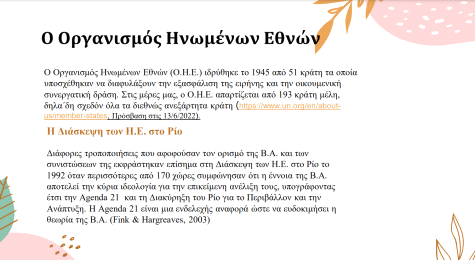 Ο Οργανισμός Ηνωμένων Εθνών
Ο Οργανισμός Ηνωμένων Εθνών (Ο.Η.Ε.) ιδρύθηκε το 1945 από 51 κράτη τα οποία
υποσχέθηκαν να διαφυλάξουν την εξασφάλιση της ειρήνης και την οικουμενική
συνεργατική δράση. Στις μέρες μας, ο Ο.Η.Ε. απαρτίζεται από 193 κράτη μέλη,
δηλα΄δη σχεδόν όλα τα διεθνώς ανεξάρτητα κράτη (https://www.un.org/en/about-
us/member-states, Πρόσβαση στις 13/6/2022).
Η Διάσκεψη των Η.Ε. στο Ρίο
Διάφορες τροποποιήσεις που αφοφούσαν τον ορισμό της Β.Α. και των
συνιστώσεων της εκφράστηκαν επίσημα στη Διάσκεψη των Η.Ε. στο Ρίο το
1992 όταν περισσότερες από 170 χώρες συμφώνησαν ότι η έννοια της Β.Α.
αποτελεί την κύρια ιδεολογία για την επικείμενη ανέλιξη τους, υπογράφοντας
έτσι την Agenda 21 και τη Διακύρηξη του Ρίο για το Περιβάλλον και την
Ανάπτυξη. Η Agenda 21 είναι μια ενδελεχής αναφορά ώστε να ευδοκιμήσει η
θεωρία της Β.Α. (Fink & Hargreaves, 2003)